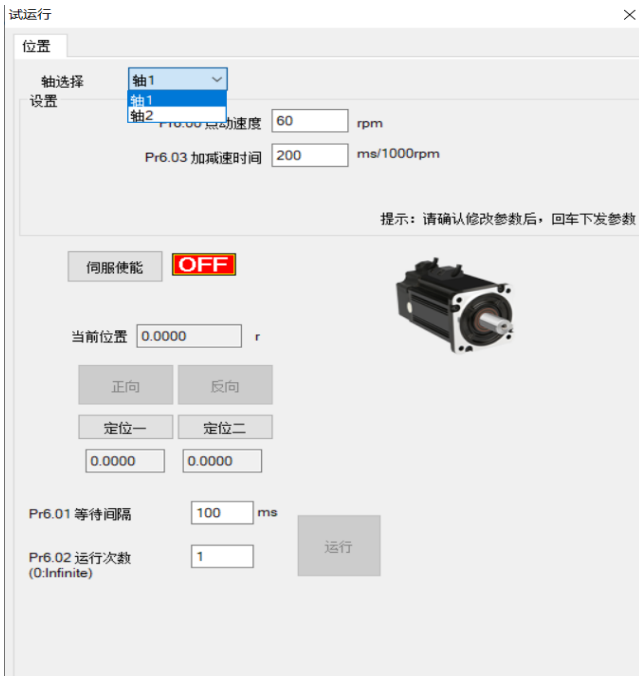 试运行
位置
轴选择 轴1
轴1
设置
轴2
Pr6.00 点动速度 60 rpm
Pr6.03 加减速时间 200 ms/1000rpm
提示：请确认修改参数后，回车下发参数
伺服使能 OFF
当前位置 0.0000 r
正向 反向
定位一 定位二
0.0000 0.0000
Pr6.01 等待间隔 100 ms
运行
Pr6.02 运行次数 1
(0:Infinite)